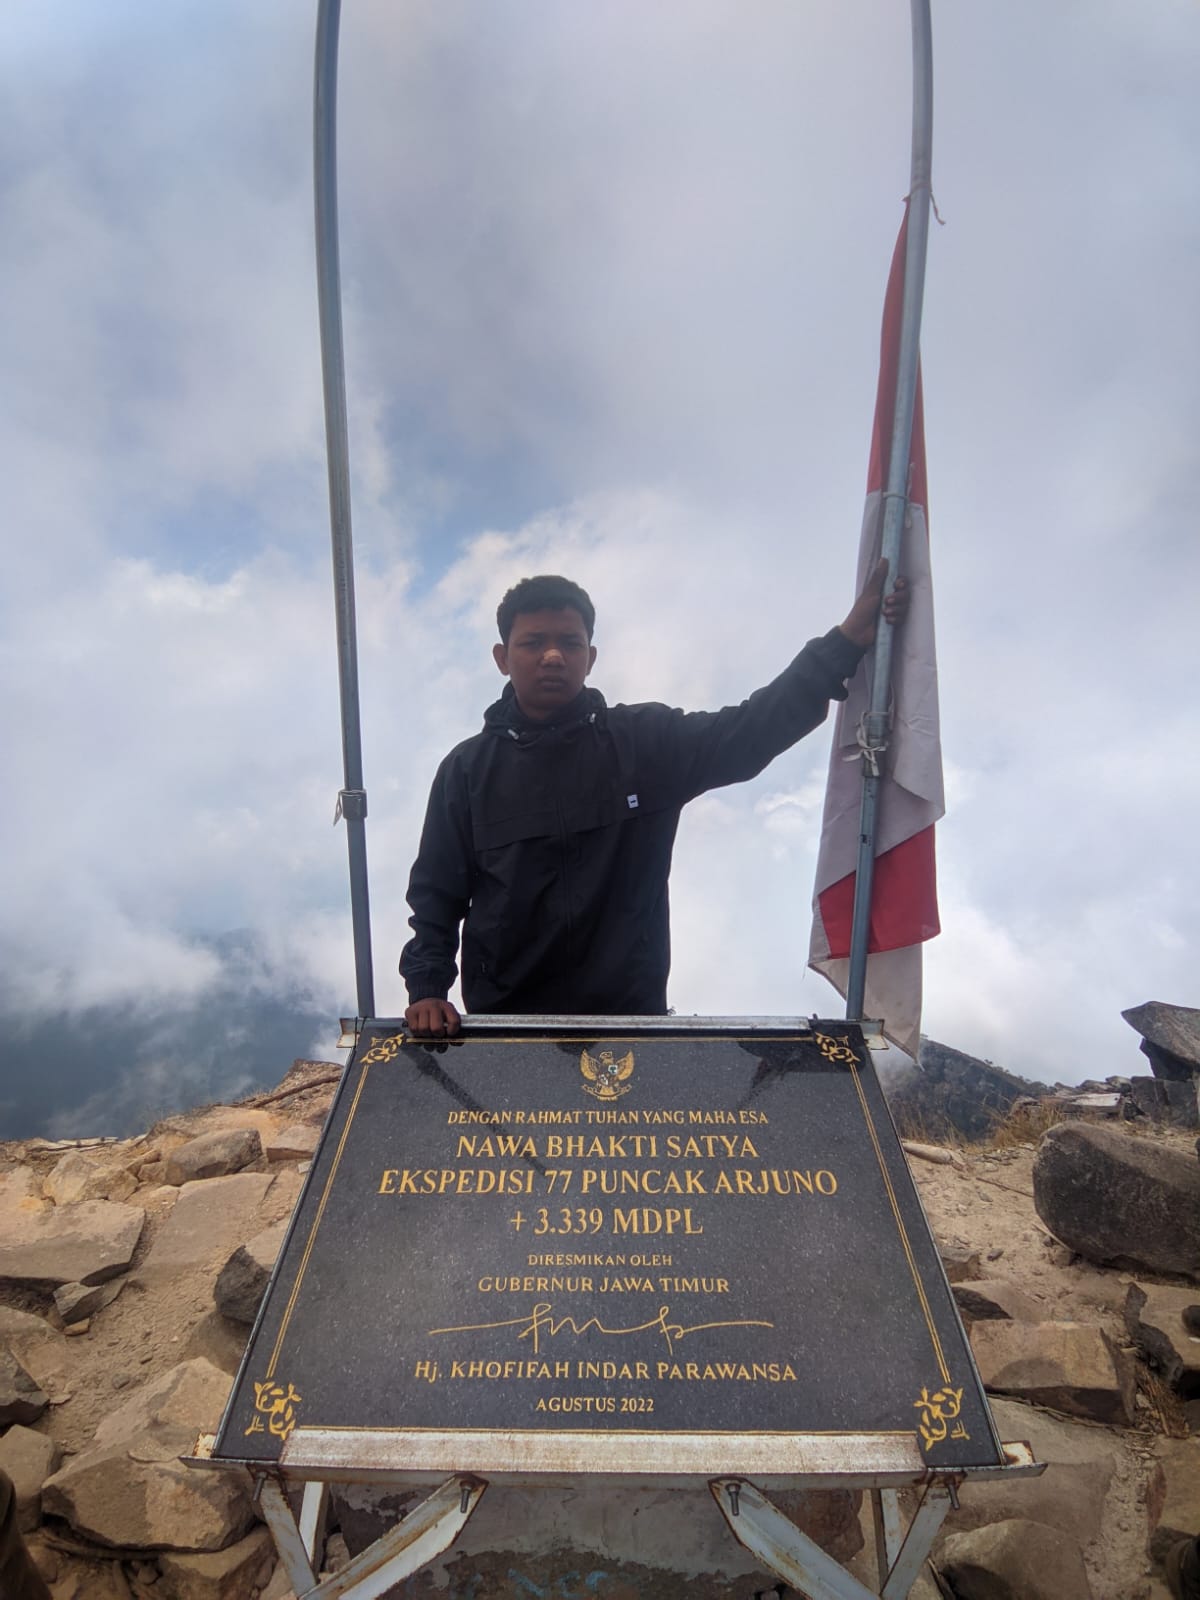 DENGAN RAHMAT TUHAN YANG MAHA ESA
NAWA BHAKTI SATYA
EKSPEDISI 77 PUNCAK ARJUNO
+ 3.339 MDPL
DIRESMIKAN OLEH
GUBERNUR JAWA TIMUR
Hj. KHOFIFAH INDAR PARAWANSA
AGUSTUS 2022